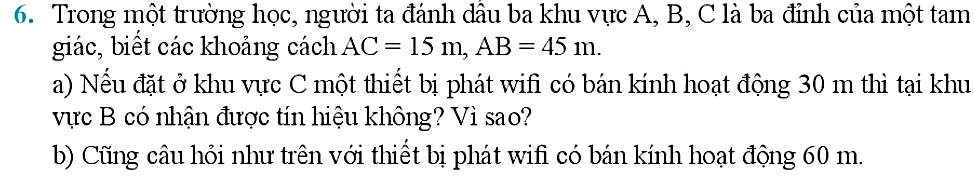 6. Trong một trường học, người ta đánh dấu ba khu vực A, B, C là ba đỉnh của một tam
giác, biết các khoảng cách AC = 15 m, AB = 45 m.
a) Nếu đặt ở khu vực C một thiết bị phát wifi có bán kính hoạt động 30 m thì tại khu
vực B có nhận được tín hiệu không? Vì sao?
b) Cũng câu hỏi như trên với thiết bị phát wifi có bán kính hoạt động 60 m.